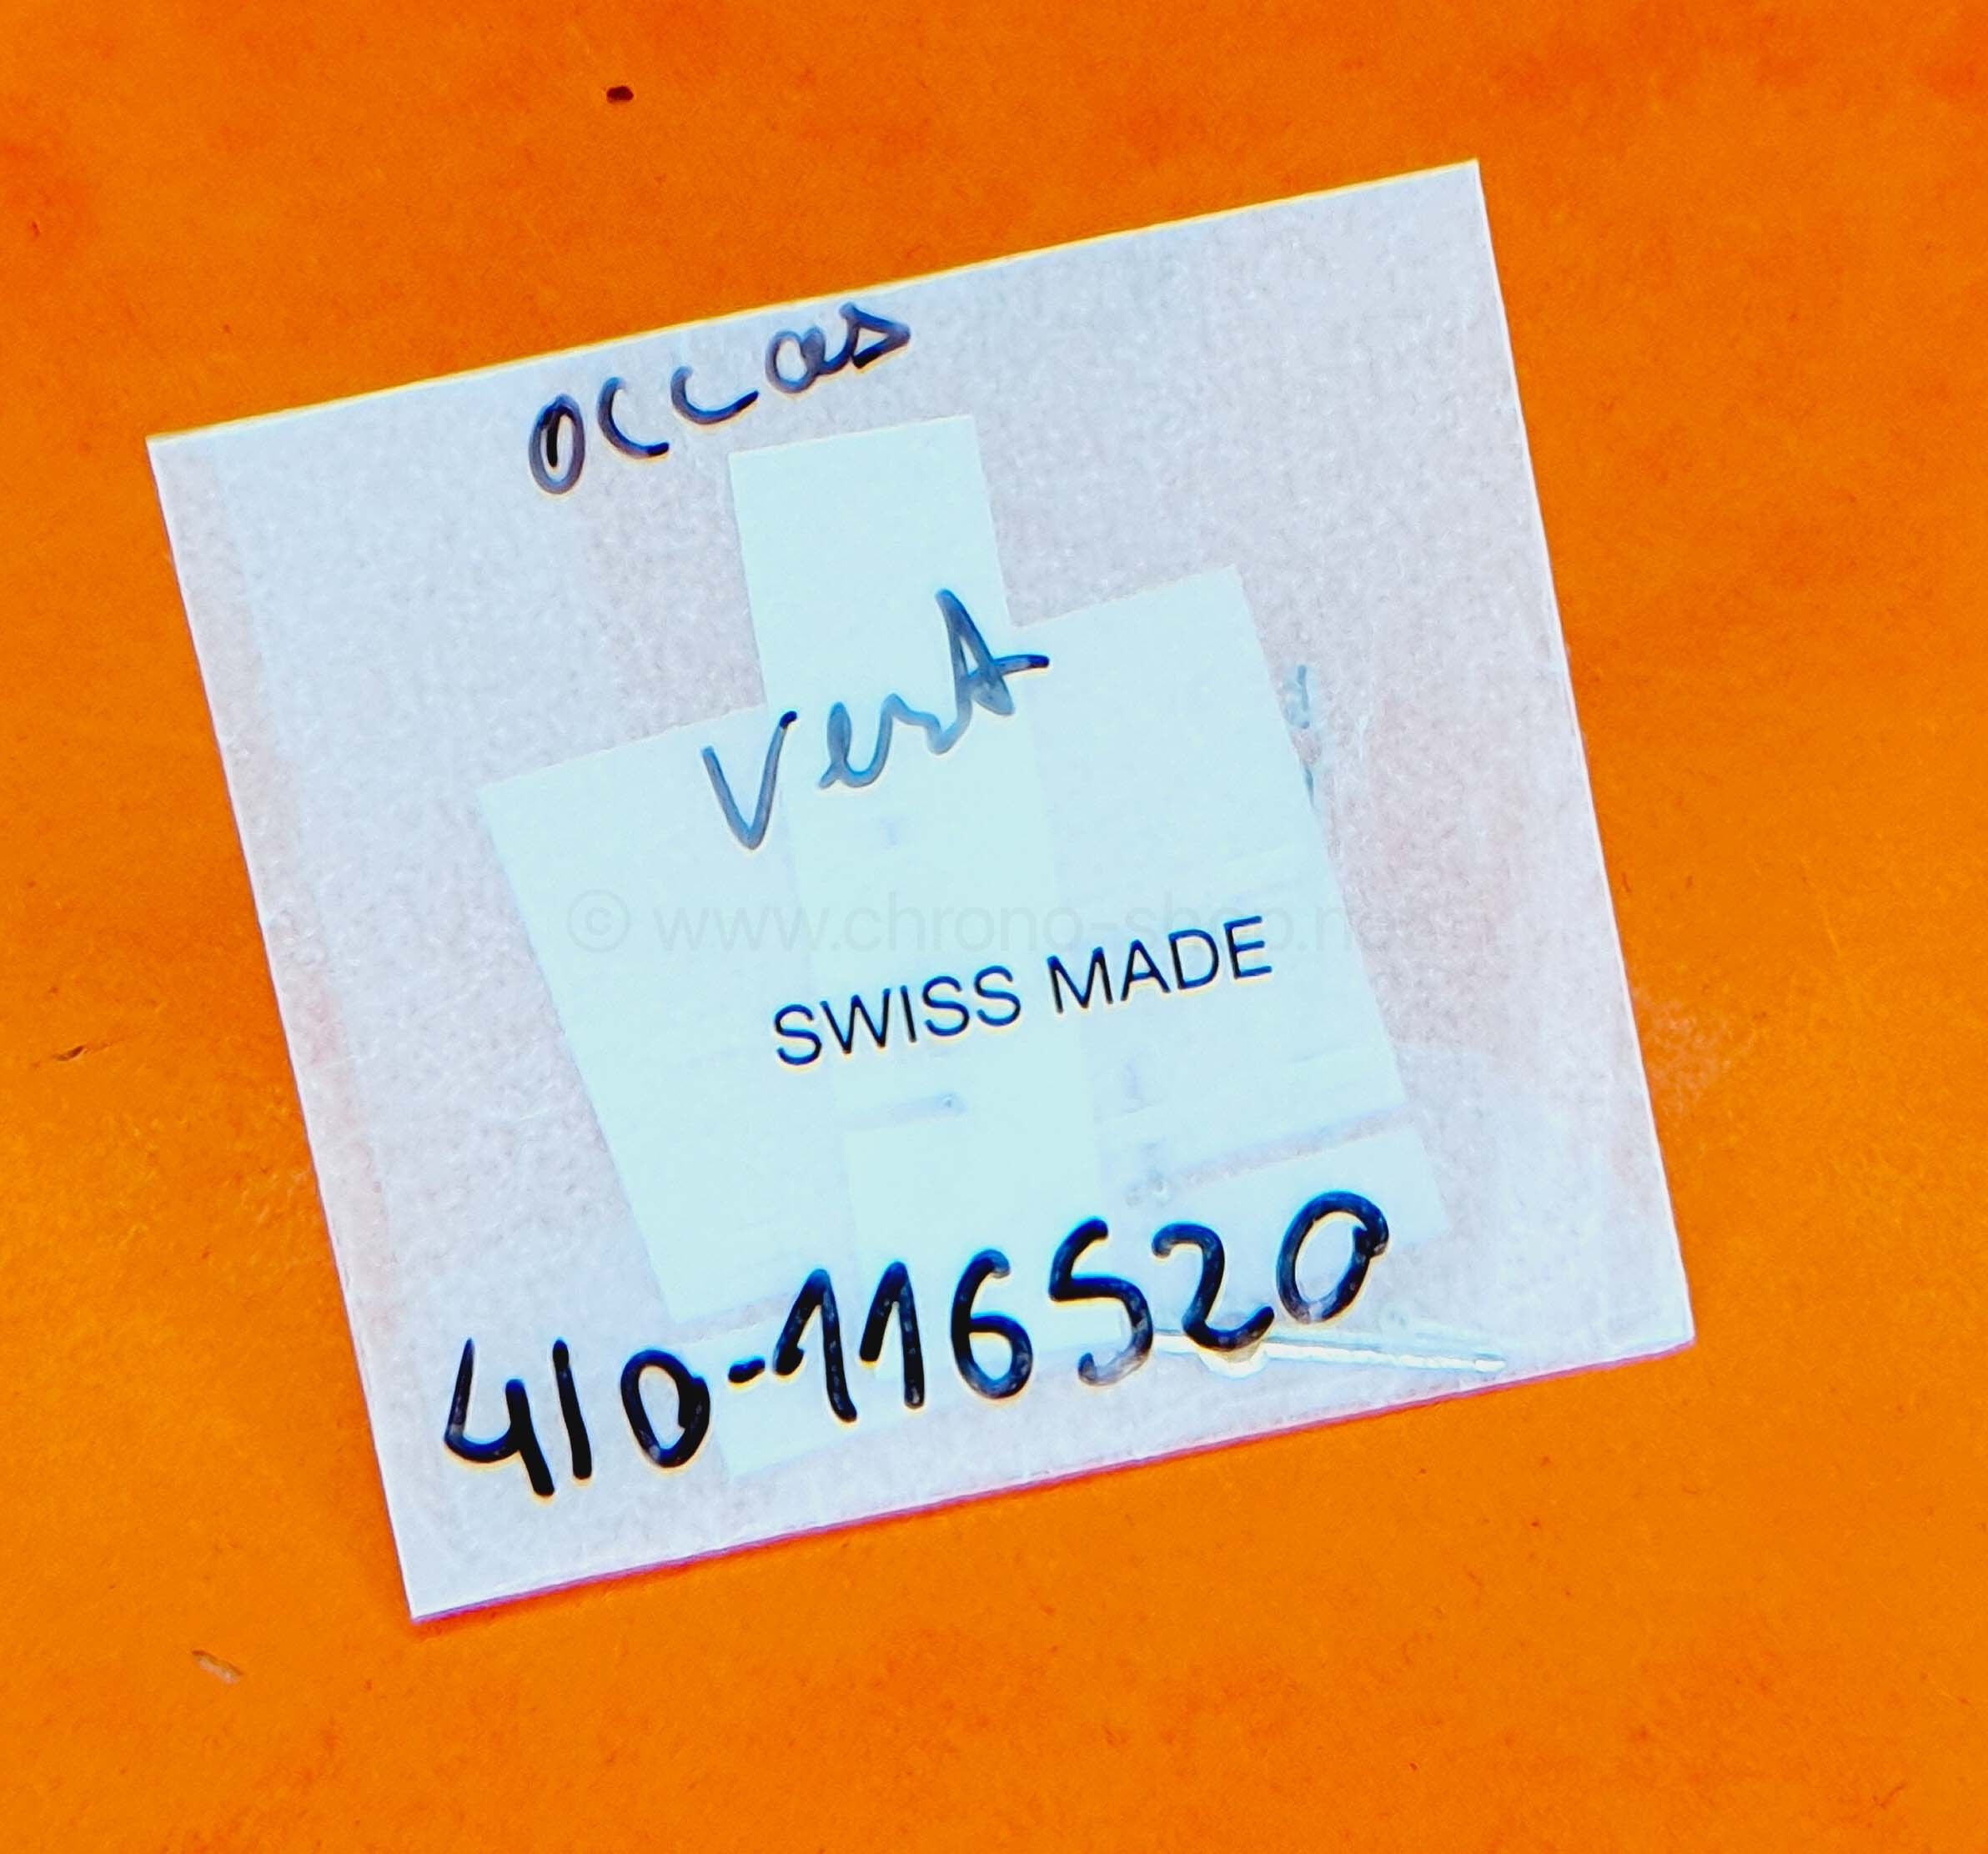 occas
Vert
© www.chrono-shop.net
SWISS MADE
410-116520